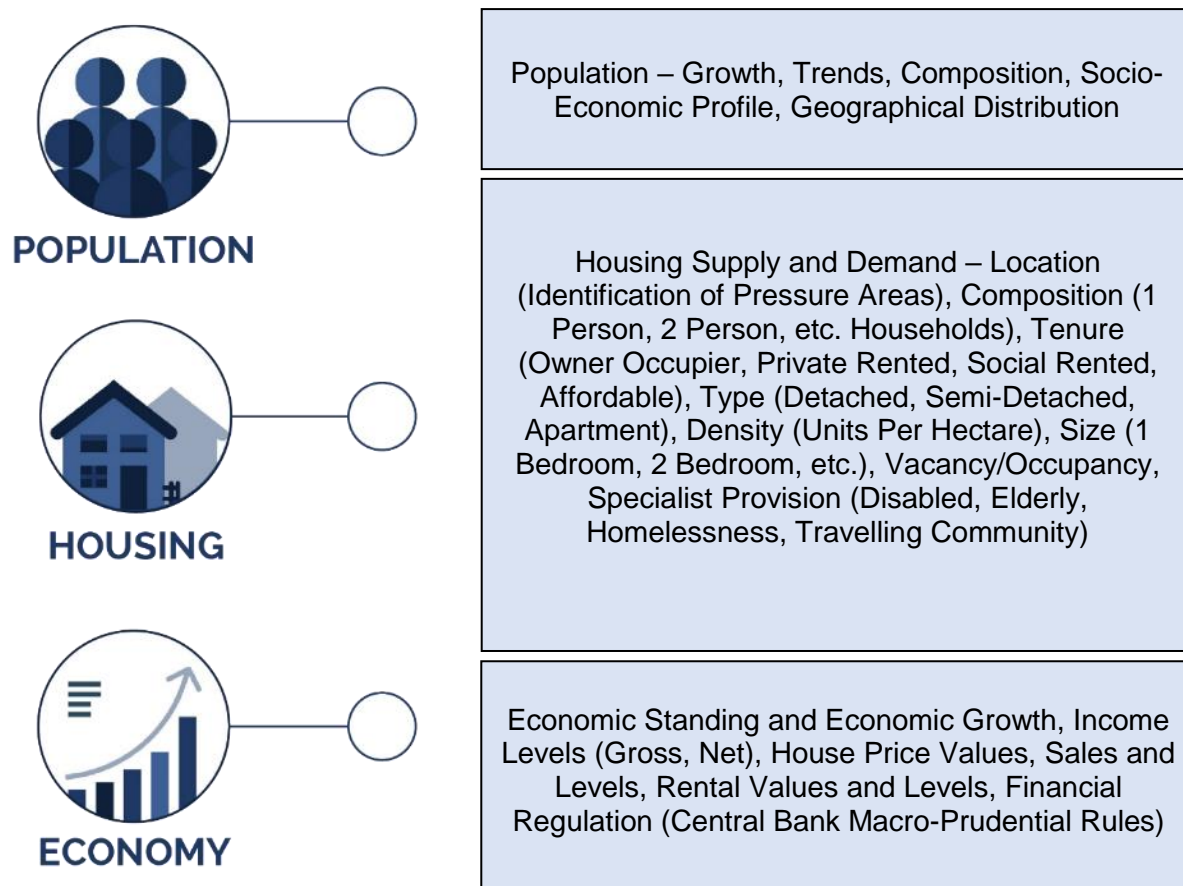 Population – Growth, Trends, Composition, Socio-
Economic Profile, Geographical Distribution
POPULATION
Housing Supply and Demand – Location
(Identification of Pressure Areas), Composition (1
Person, 2 Person, etc. Households), Tenure
(Owner Occupier, Private Rented, Social Rented,
Affordable), Type (Detached, Semi-Detached,
Apartment), Density (Units Per Hectare), Size (1
Bedroom, 2 Bedroom, etc.), Vacancy/Occupancy,
Specialist Provision (Disabled, Elderly,
Homelessness, Travelling Community)
HOUSING
Economic Standing and Economic Growth, Income
Levels (Gross, Net), House Price Values, Sales and
Levels, Rental Values and Levels, Financial
Regulation (Central Bank Macro-Prudential Rules)
ECONOMY